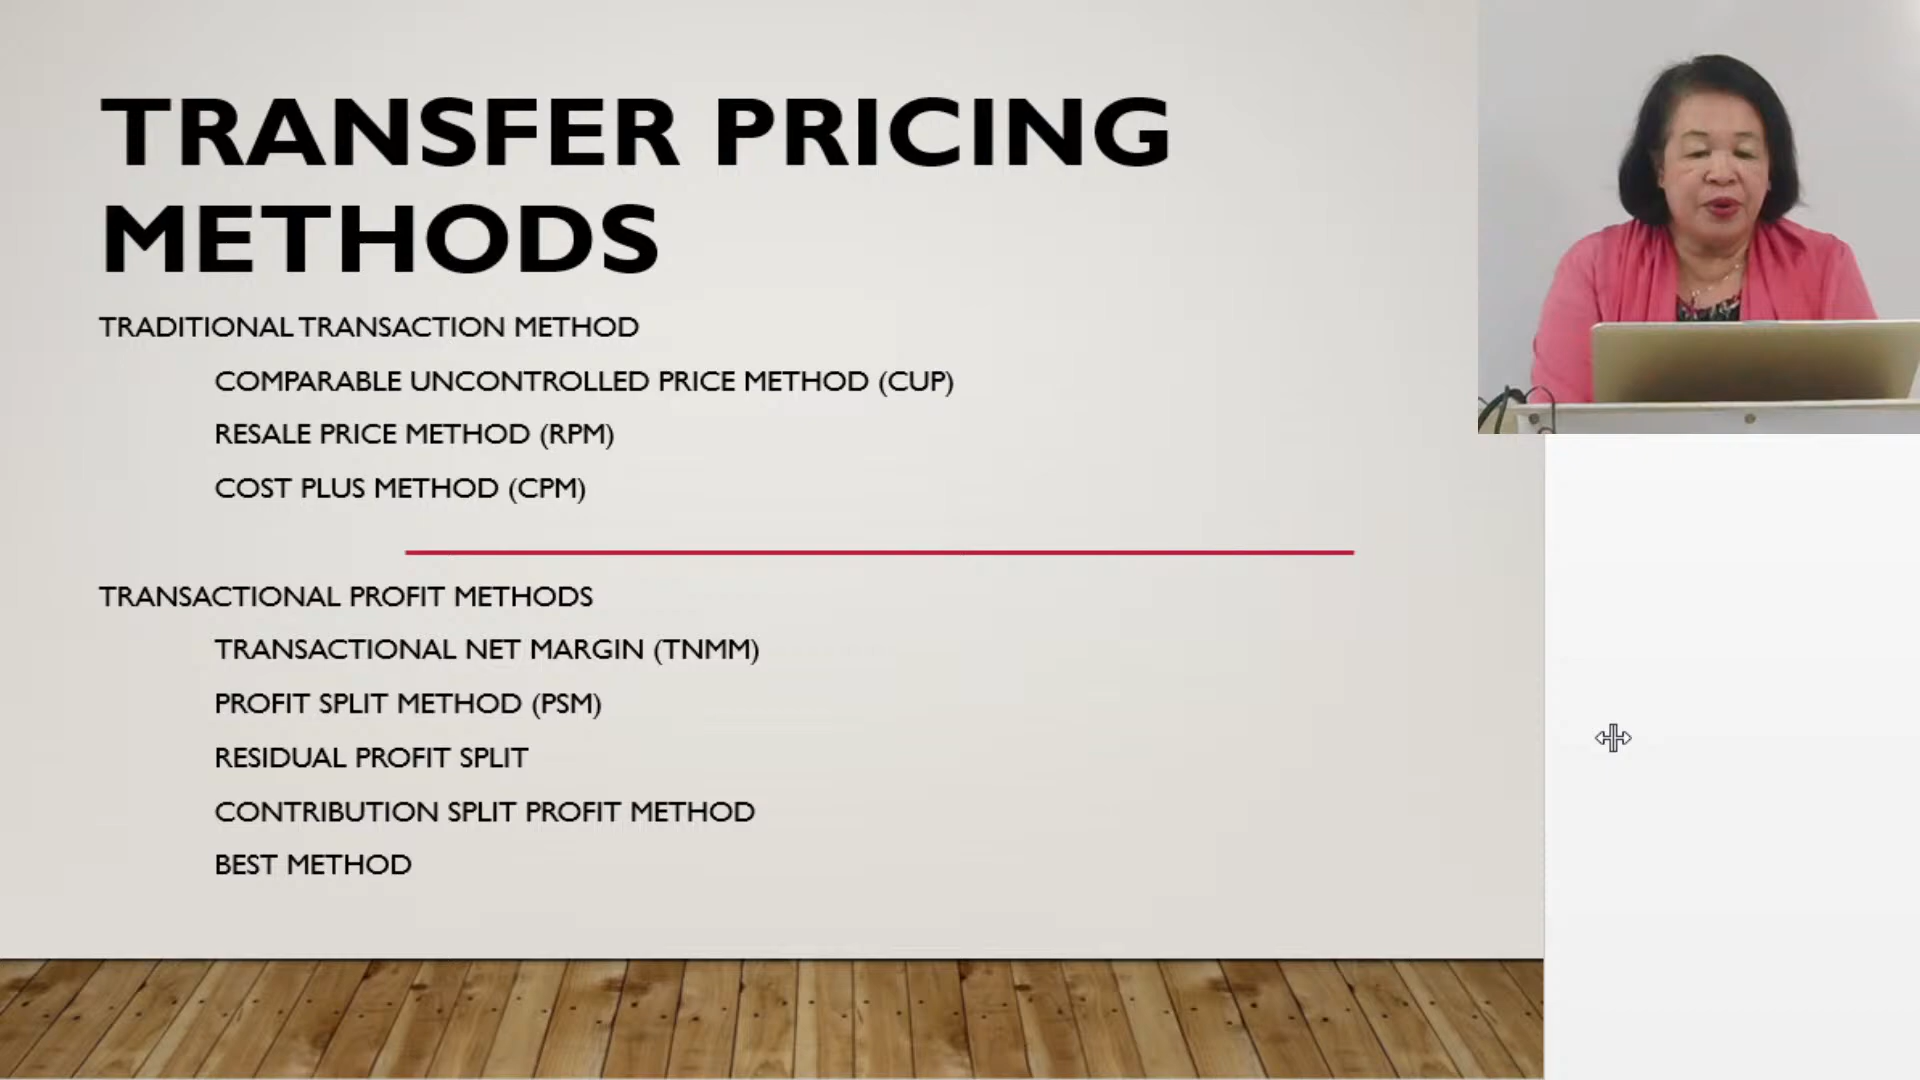 TRANSFER PRICING
METHODS
TRADITIONAL TRANSACTION METHOD
COMPARABLE UNCONTROLLED PRICE METHOD (CUP)
RESALE PRICE METHOD (RPM)
COST PLUS METHOD (CPM)
TRANSACTIONAL PROFIT METHODS
TRANSACTIONAL NET MARGIN (TNMM)
PROFIT SPLIT METHOD (PSM)
RESIDUAL PROFIT SPLIT
CONTRIBUTION SPLIT PROFIT METHOD
BEST METHOD